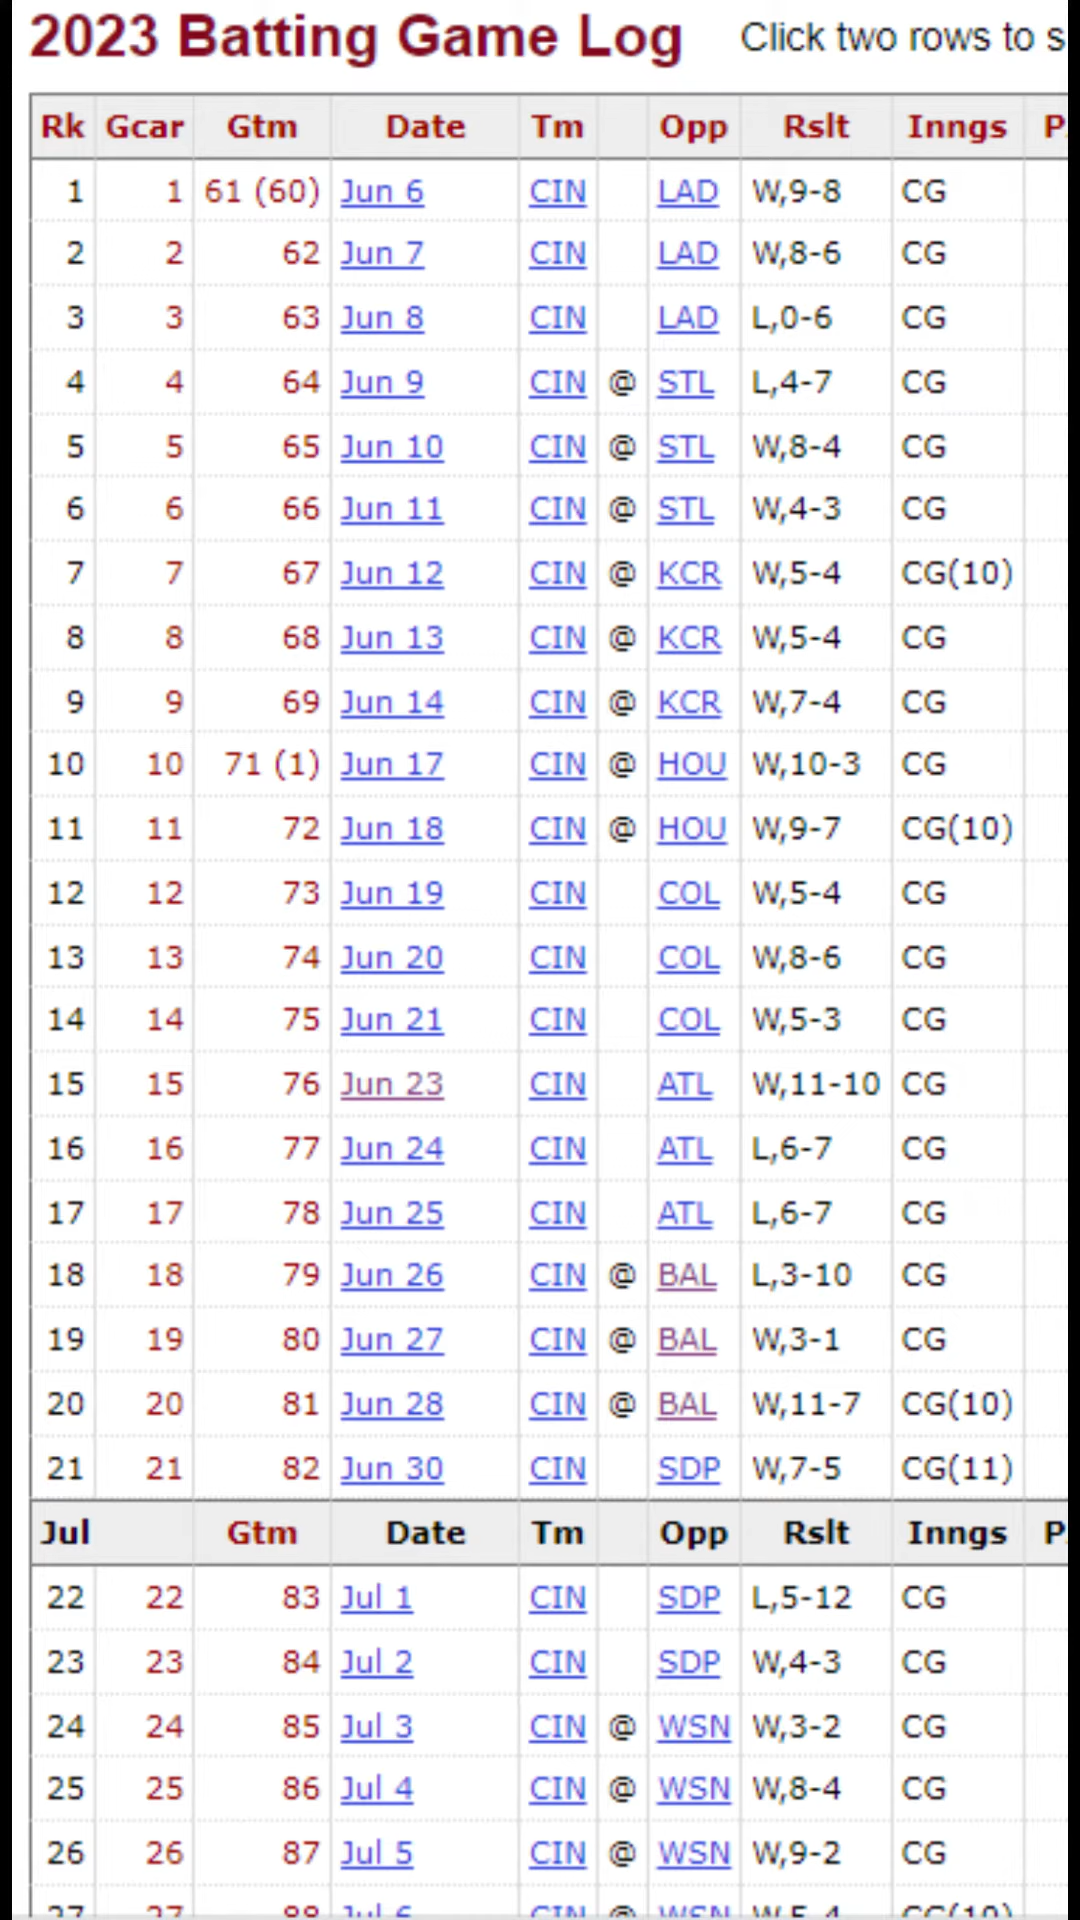 2023 Batting Game Log Click two rows to s
Rk Gcar Gtm Date Tm Opp Rslt Inngs P
1 1 61 (60) Jun 6 CIN LAD W,9-8 CG
2 2 62 Jun 7 CIN LAD W,8-6 CG
3 3 63 Jun 8 CIN LAD L,0-6 CG
4 4 64 Jun 9 CIN @ STL L,4-7 CG
5 5 65 Jun 10 CIN @ STL W,8-4 CG
6 6 66 Jun 11 CIN @ STL W,4-3 CG
7 7 67 Jun 12 CIN @ KCR W,5-4 CG(10)
8 8 68 Jun 13 CIN @ KCR W,5-4 CG
9 9 69 Jun 14 CIN @ KCR W,7-4 CG
10 10 71 (1) Jun 17 CIN @ HOU W,10-3 CG
11 11 72 Jun 18 CIN @ HOU W,9-7 CG(10)
12 12 73 Jun 19 CIN COL W,5-4 CG
13 13 74 Jun 20 CIN COL W,8-6 CG
14 14 75 Jun 21 CIN COL W,5-3 CG
15 15 76 Jun 23 CIN ATL W,11-10 CG
16 16 77 Jun 24 CIN ATL L,6-7 CG
17 17 78 Jun 25 CIN ATL L,6-7 CG
18 18 79 Jun 26 CIN @ BAL L,3-10 CG
19 19 80 Jun 27 CIN @ BAL W,3-1 CG
20 20 81 Jun 28 CIN @ BAL W,11-7 CG(10)
21 21 82 Jun 30 CIN SDP W,7-5 CG(11)
Jul Gtm Date Tm Opp Rslt Inngs P
22 22 83 Jul 1 CIN SDP L,5-12 CG
23 23 84 Jul 2 CIN SDP W,4-3 CG
24 24 85 Jul 3 CIN @ WSN W,3-2 CG
25 25 86 Jul 4 CIN @ WSN W,8-4 CG
26 26 87 Jul 5 CIN @ WSN W,9-2 CG
27 27 88 Jul 6 CIN @ WSN W,5-4 CG(10)